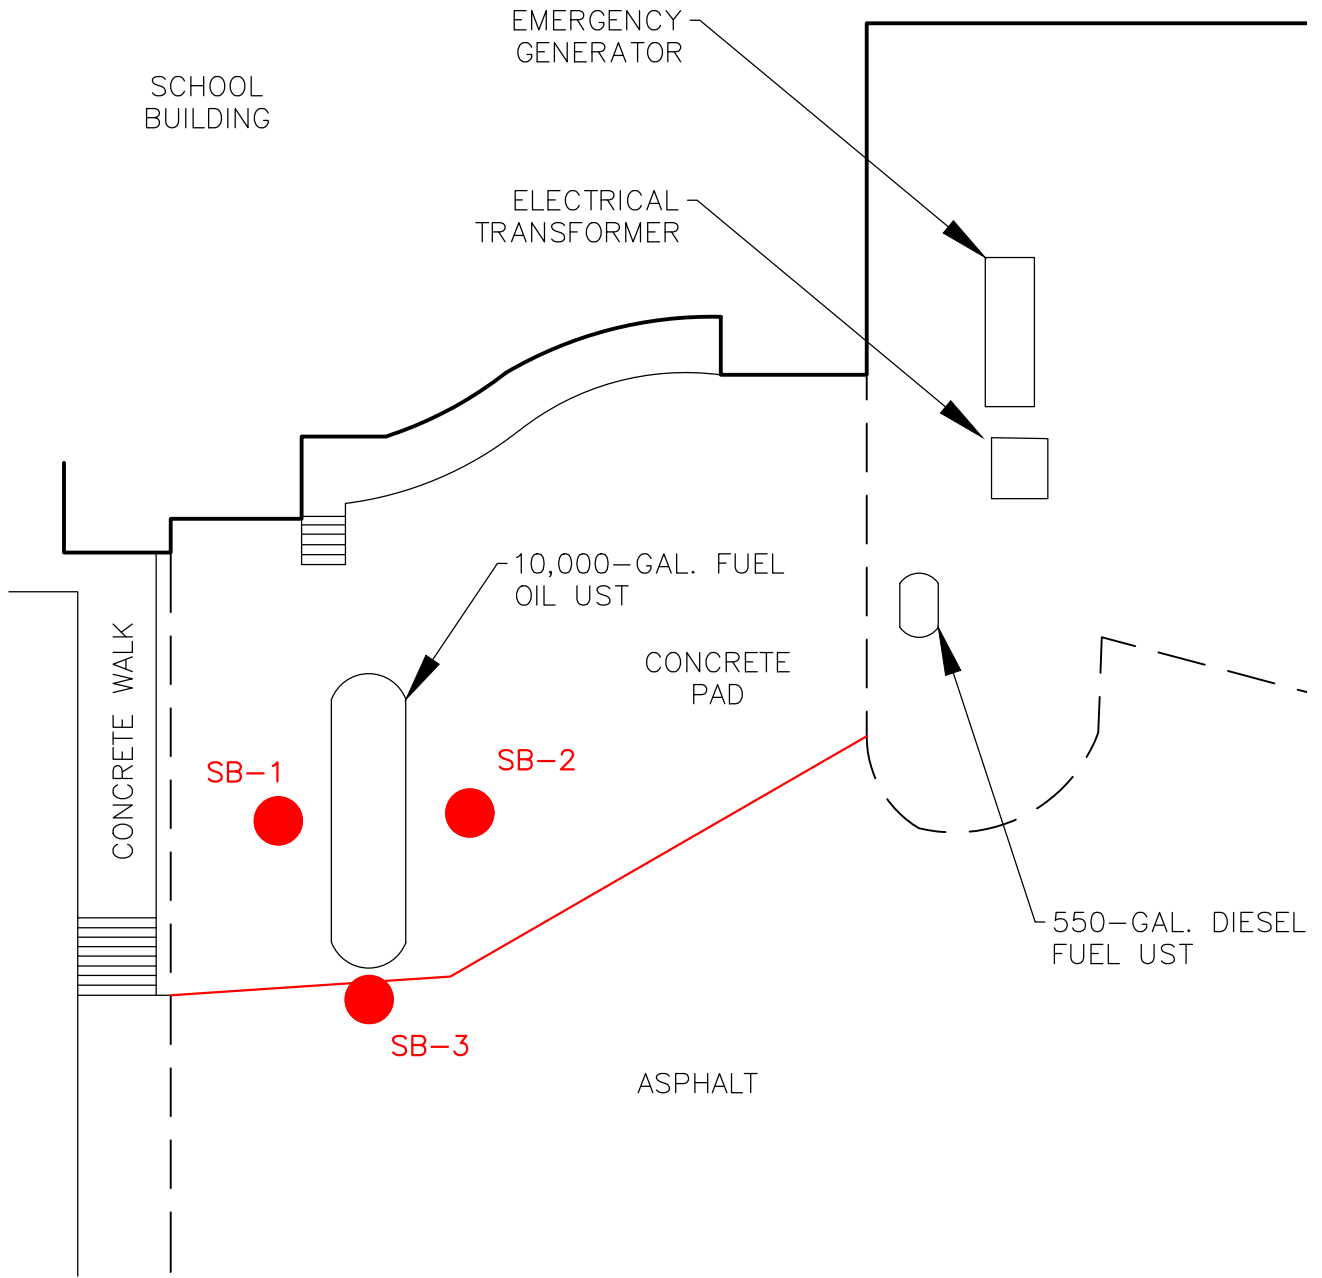 EMERGENCY
GENERATOR
SCHOOL
BUILDING
ELECTRICAL
TRANSFORMER
10,000-GAL. FUEL
OIL UST
CONCRETE WALK
CONCRETE
PAD
SB-1
SB-2
550-GAL. DIESEL
FUEL UST
SB-3
ASPHALT